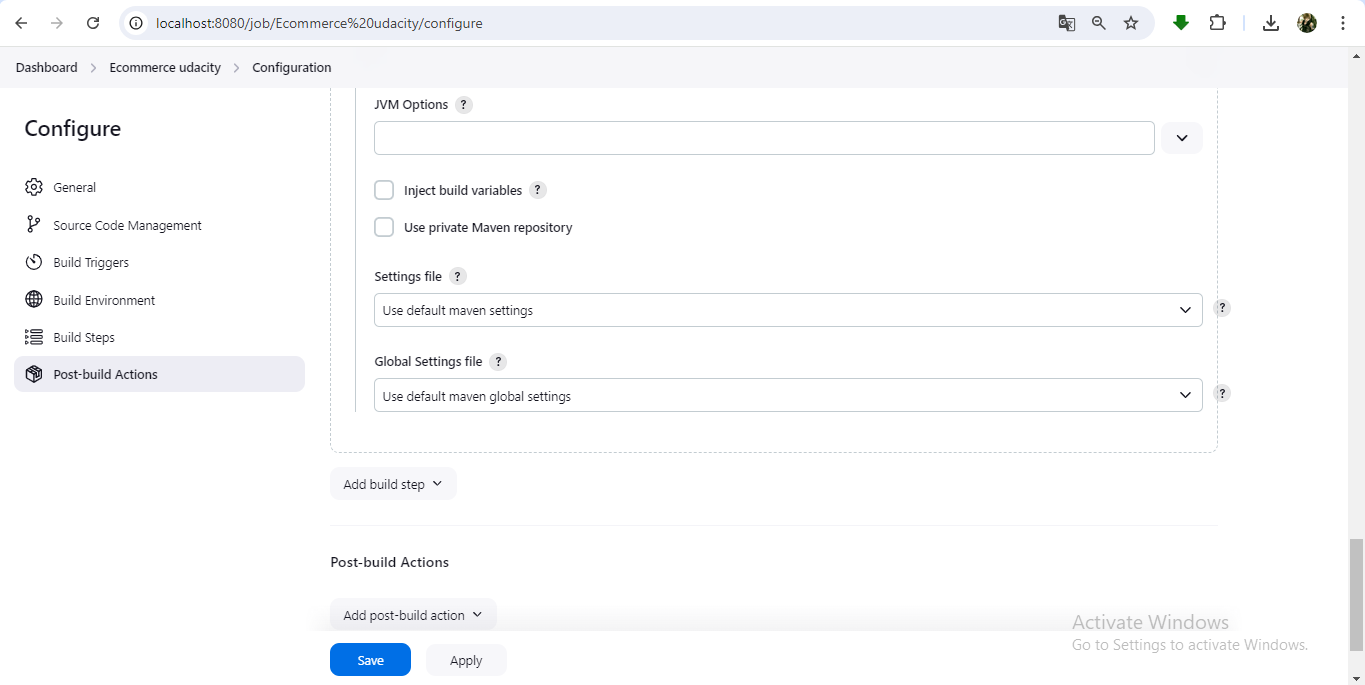 localhost:8080/job/Ecommerce%20udacity/configure
Dashboard > Ecommerce udacity > Configuration
Configure
General
Source Code Management
Build Triggers
Build Environment
Build Steps
Post-build Actions
JVM Options ?
Inject build variables ?
Use private Maven repository
Settings file ?
Use default maven settings ?
Global Settings file ?
Use default maven global settings ?
Add build step
Post-build Actions
Add post-build action
Save Apply
Activate Windows
Go to Settings to activate Windows.